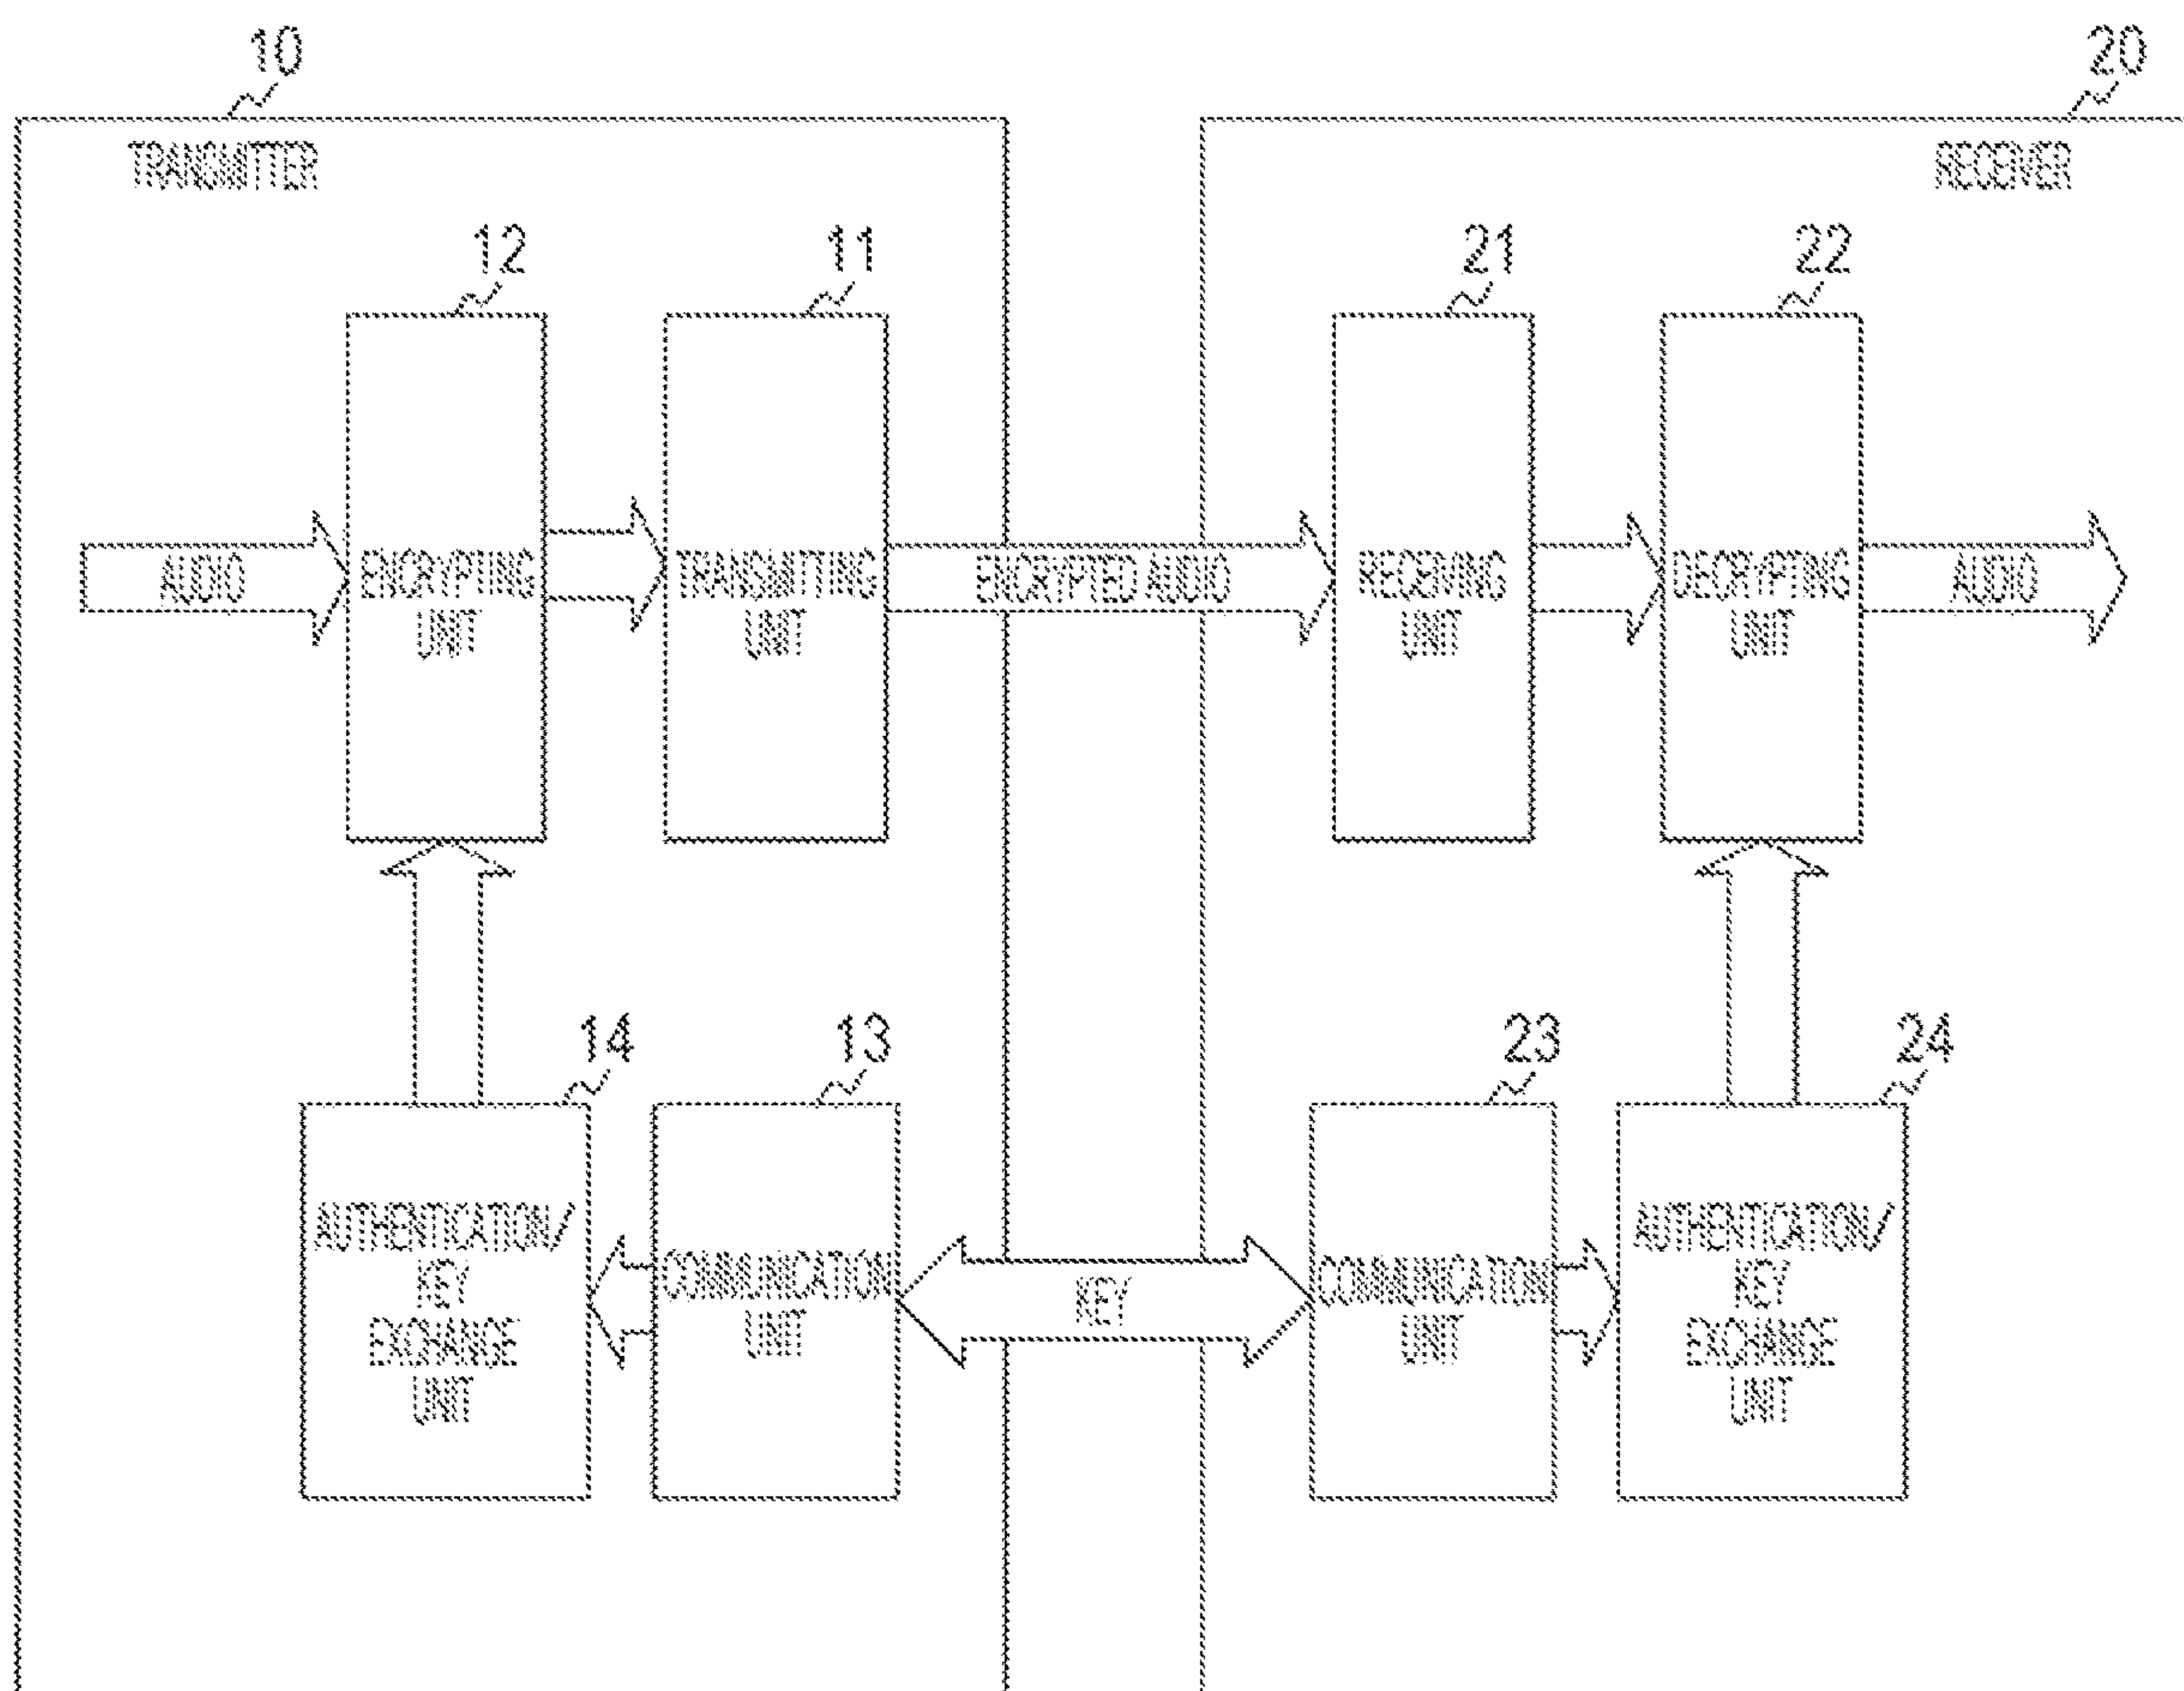 10
20
TRANSMITTER
RECEIVER
12
11
21
22
AUDIO
ENCRYPTING
UNIT
TRANSMITTING
UNIT
ENCRYPTED AUDIO
RECEIVING
UNIT
DECRYPTING
UNIT
AUDIO
14
13
23
24
AUTHENTICATION/
KEY
EXCHANGE
UNIT
COMMUNICATION
UNIT
KEY
COMMUNICATION
UNIT
AUTHENTICATION/
KEY
EXCHANGE
UNIT